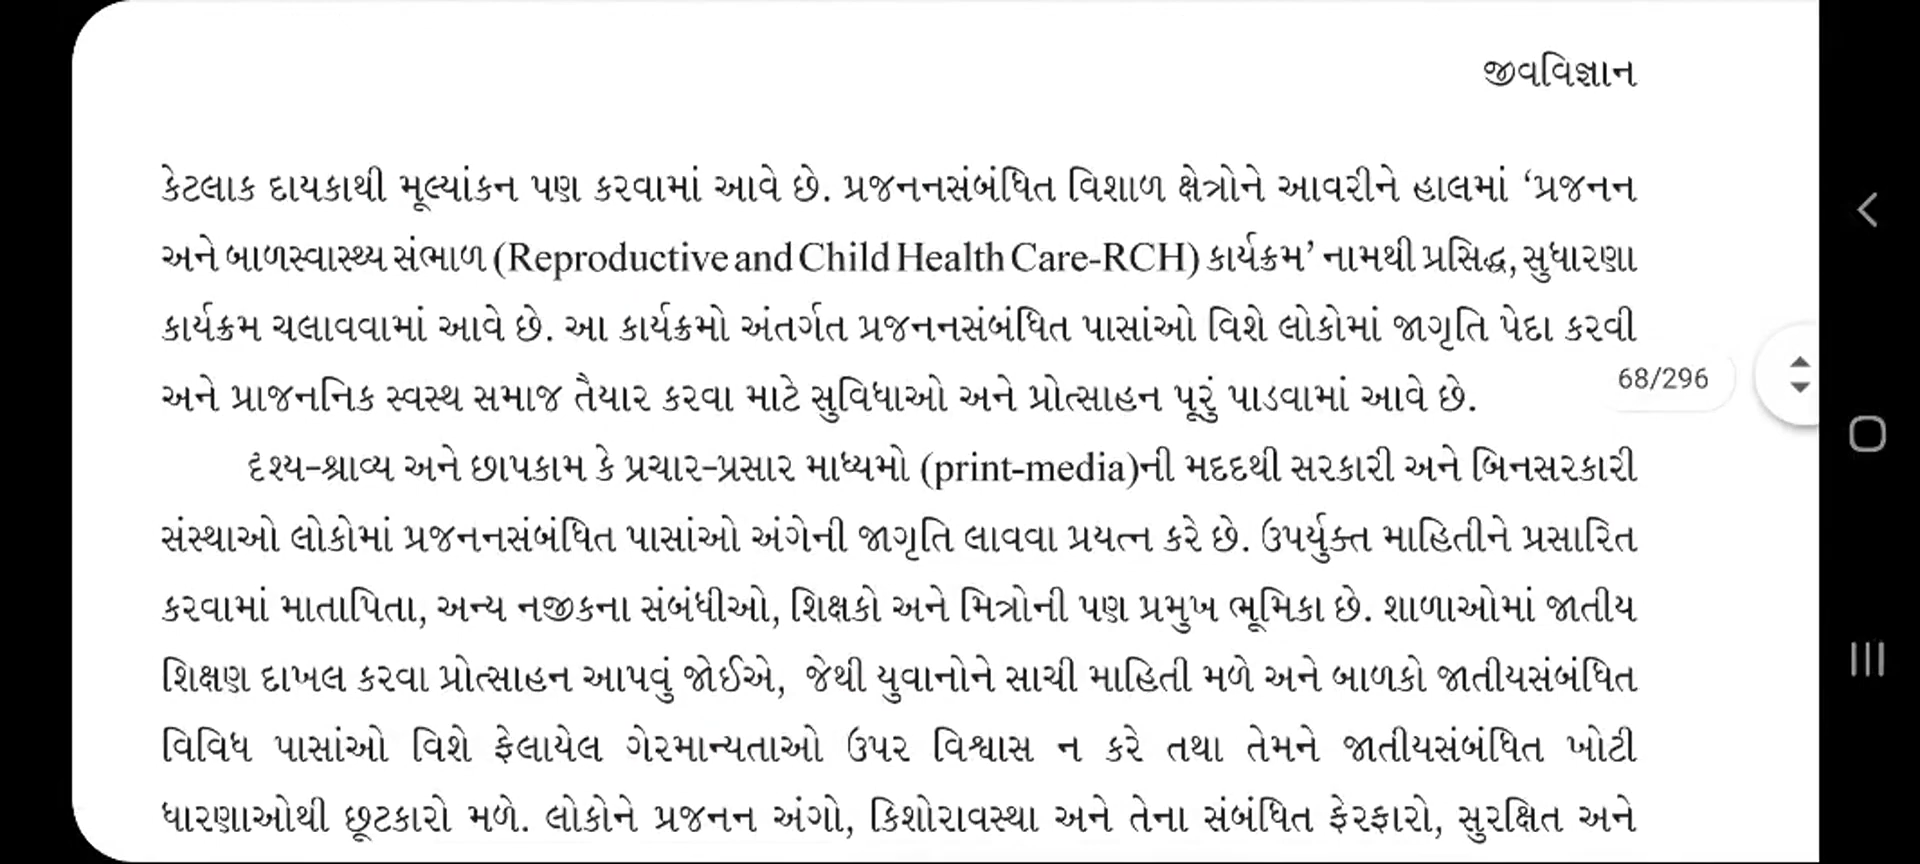 જીવવિજ્ઞાન
કેટલાક દાયકાથી મૂલ્યાંકન પણ કરવામાં આવે છે. પ્રજનનસંબંધિત વિશાળ ક્ષેત્રોને આવરીને હાલમાં ‘પ્રજનન
અને બાળસ્વાસ્થ્ય સંભાળ (Reproductive and Child Health Care-RCH) કાર્યક્રમ’ નામથી પ્રસિદ્ધ, સુધારણા
કાર્યક્રમ ચલાવવામાં આવે છે. આ કાર્યક્રમો અંતર્ગત પ્રજનનસંબંધિત પાસાંઓ વિશે લોકોમાં જાગૃતિ પેદા કરવી
68/296
અને પ્રાજનનિક સ્વસ્થ સમાજ તૈયાર કરવા માટે સુવિધાઓ અને પ્રોત્સાહન પૂરું પાડવામાં આવે છે.
દૃશ્ય-શ્રાવ્ય અને છાપકામ કે પ્રચાર-પ્રસાર માધ્યમો (print-media)ની મદદથી સરકારી અને બિનસરકારી
સંસ્થાઓ લોકોમાં પ્રજનનસંબંધિત પાસાંઓ અંગેની જાગૃતિ લાવવા પ્રયત્ન કરે છે. ઉપર્યુક્ત માહિતીને પ્રસારિત
કરવામાં માતાપિતા, અન્ય નજીકના સંબંધીઓ, શિક્ષકો અને મિત્રોની પણ પ્રમુખ ભૂમિકા છે. શાળાઓમાં જાતીય
શિક્ષણ દાખલ કરવા પ્રોત્સાહન આપવું જોઈએ, જેથી યુવાનોને સાચી માહિતી મળે અને બાળકો જાતીયસંબંધિત
વિવિધ પાસાંઓ વિશે ફેલાયેલ ગેરમાન્યતાઓ ઉપર વિશ્વાસ ન કરે તથા તેમને જાતીયસંબંધિત ખોટી
ધારણાઓથી છૂટકારો મળે. લોકોને પ્રજનન અંગો, કિશોરાવસ્થા અને તેના સંબંધિત ફેરફારો, સુરક્ષિત અને